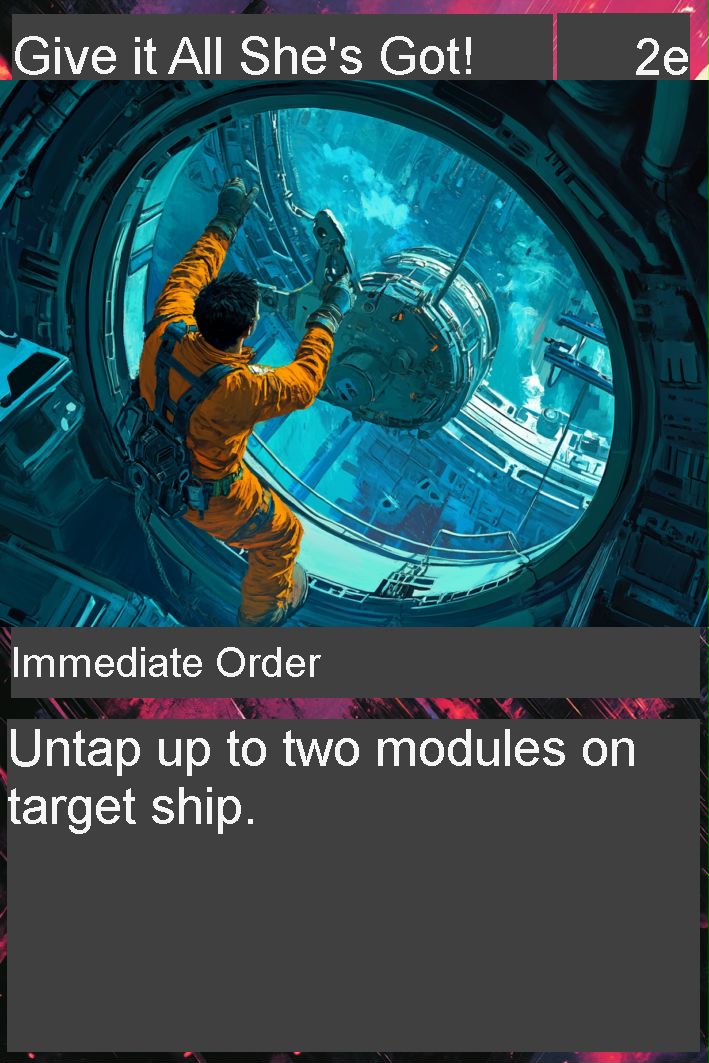 Give it All She's Got!
2e
Immediate Order
Untap up to two modules on
target ship.